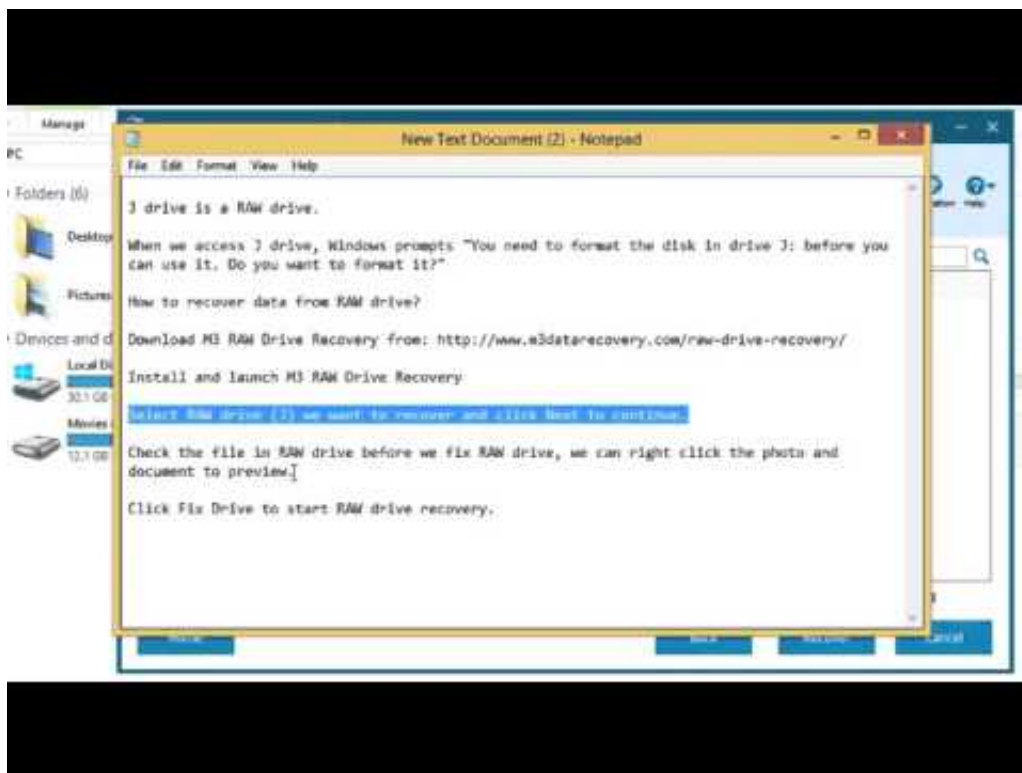 Manage
New Text Document (2) - Notepad
PC
File Edit Format View Help
Folders (6)
Desktop
Pictures
Devices and d
Local Di
30.1 GB
Movies
12.1 GB
J drive is a RAW drive.
When we access J drive, Windows prompts "You need to format the disk in drive J: before you
can use it. Do you want to format it?"
How to recover data from RAW drive?
Download M3 RAW Drive Recovery from: http://www.m3datarecovery.com/raw-drive-recovery/
Install and launch M3 RAW Drive Recovery
Select RAW drive (J) we want to recover and click Next to continue.
Check the file in RAW drive before we fix RAW drive, we can right click the photo and
document to preview.
Click Fix Drive to start RAW drive recovery.
Help
Cancel